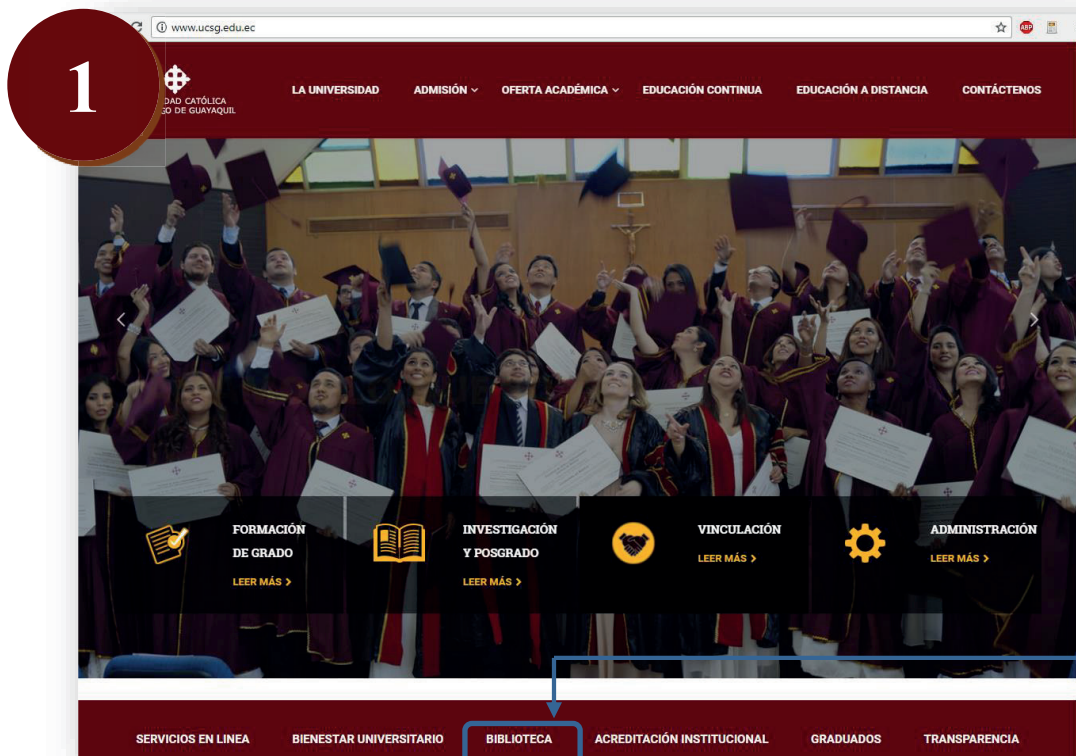 1
www.ucsg.edu.ec
ABP
DAD CATÓLICA
GO DE GUAYAQUIL
LA UNIVERSIDAD ADMISIÓN OFERTA ACADÉMICA EDUCACIÓN CONTINUA EDUCACIÓN A DISTANCIA CONTÁCTENOS
FORMACIÓN
DE GRADO
LEER MÁS >
INVESTIGACIÓN
Y POSGRADO
LEER MÁS >
VINCULACIÓN
LEER MÁS >
ADMINISTRACIÓN
LEER MÁS >
SERVICIOS EN LINEA BIENESTAR UNIVERSITARIO BIBLIOTECA ACREDITACIÓN INSTITUCIONAL GRADUADOS TRANSPARENCIA